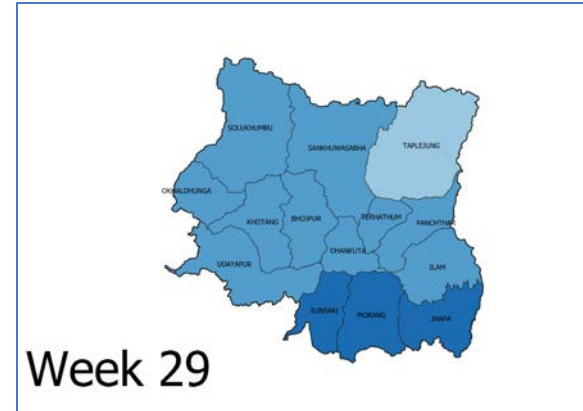 SOLUKHUMBU
TAPLEJUNG
SANKHUWASABHA
OKHALDHUNGA
KHOTANG
BHOJPUR
TERHATHUM
PANCHTHAR
DHANKUTA
UDAYAPUR
ILAM
SUNSARI
MORANG
JHAPA
Week 29